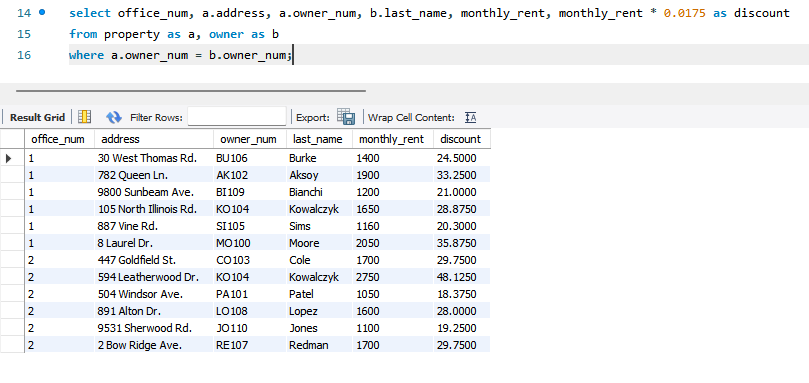 14 select office_num, a.address, a.owner_num, b.last_name, monthly_rent, monthly_rent * 0.0175 as discount
15 from property as a, owner as b
16 where a.owner_num = b.owner_num;
Result Grid Filter Rows: Export: Wrap Cell Content: IA
office_num address owner_num last_name monthly_rent discount
1 30 West Thomas Rd. BU106 Burke 1400 24.5000
1 782 Queen Ln. AK102 Aksoy 1900 33.2500
1 9800 Sunbeam Ave. BI109 Bianchi 1200 21.0000
1 105 North Illinois Rd. KO104 Kowalczyk 1650 28.8750
1 887 Vine Rd. SI105 Sims 1160 20.3000
1 8 Laurel Dr. MO100 Moore 2050 35.8750
2 447 Goldfield St. CO103 Cole 1700 29.7500
2 594 Leatherwood Dr. KO104 Kowalczyk 2750 48.1250
2 504 Windsor Ave. PA101 Patel 1050 18.3750
2 891 Alton Dr. LO108 Lopez 1600 28.0000
2 9531 Sherwood Rd. JO110 Jones 1100 19.2500
2 2 Bow Ridge Ave. RE107 Redman 1700 29.7500